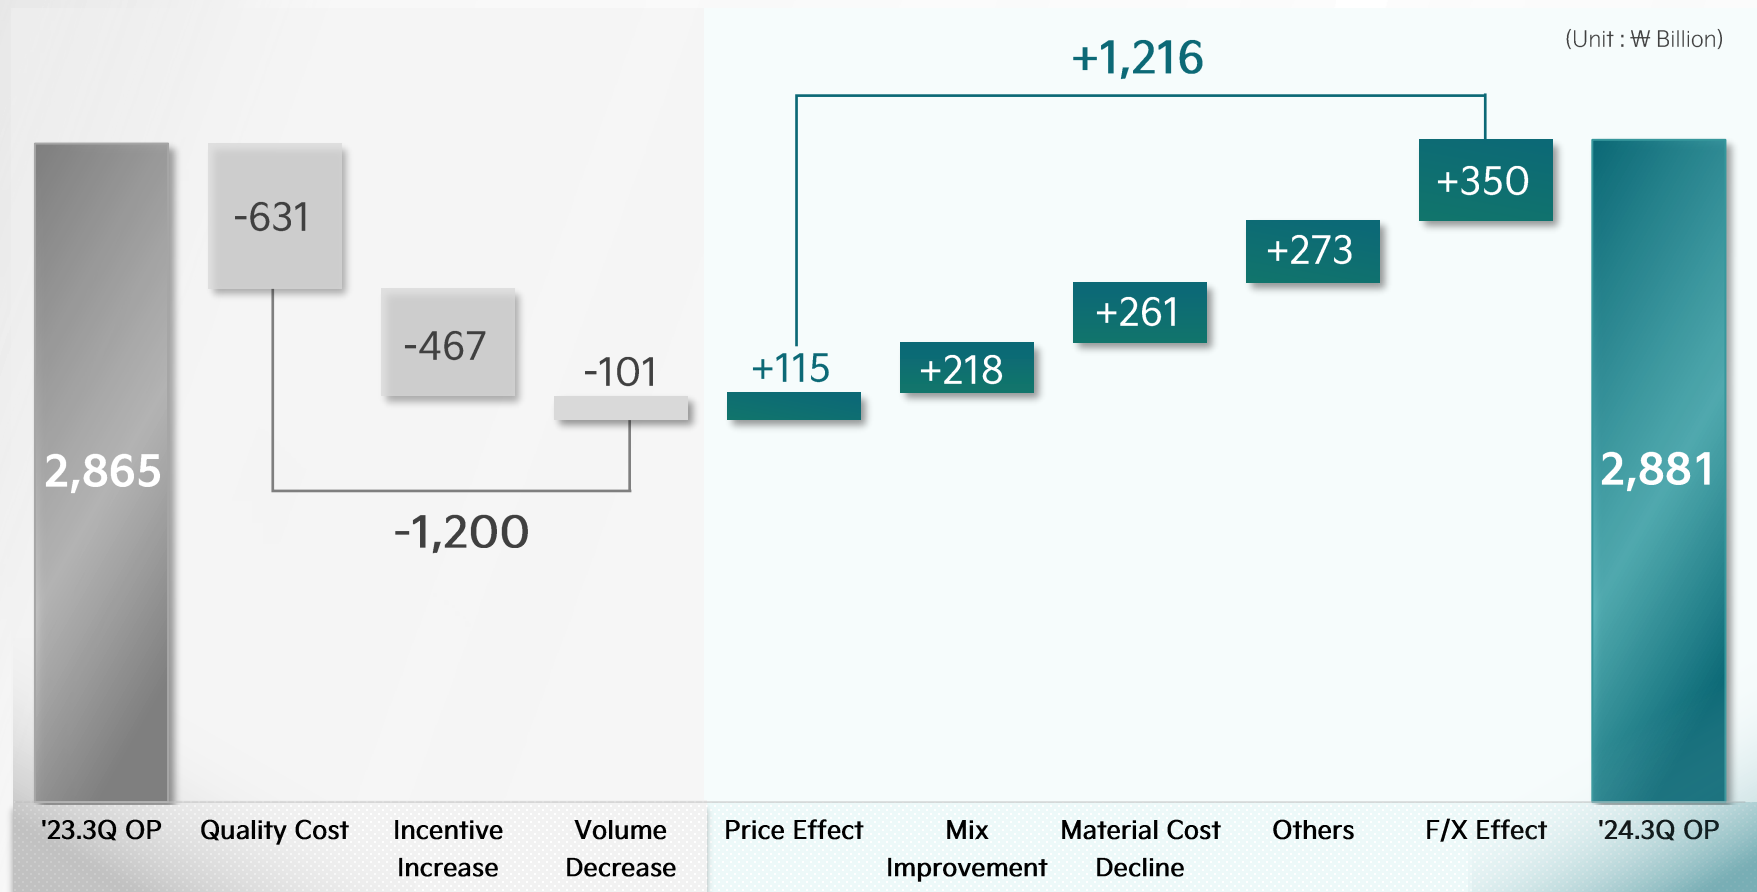 (Unit : ₩ Billion)
+1,216
2,865
-631
-467
-101
-1,200
+115
+218
+261
+273
+350
2,881
'23.3Q OP
Quality Cost
Incentive
Increase
Volume
Decrease
Price Effect
Mix
Improvement
Material Cost
Decline
Others
F/X Effect
'24.3Q OP